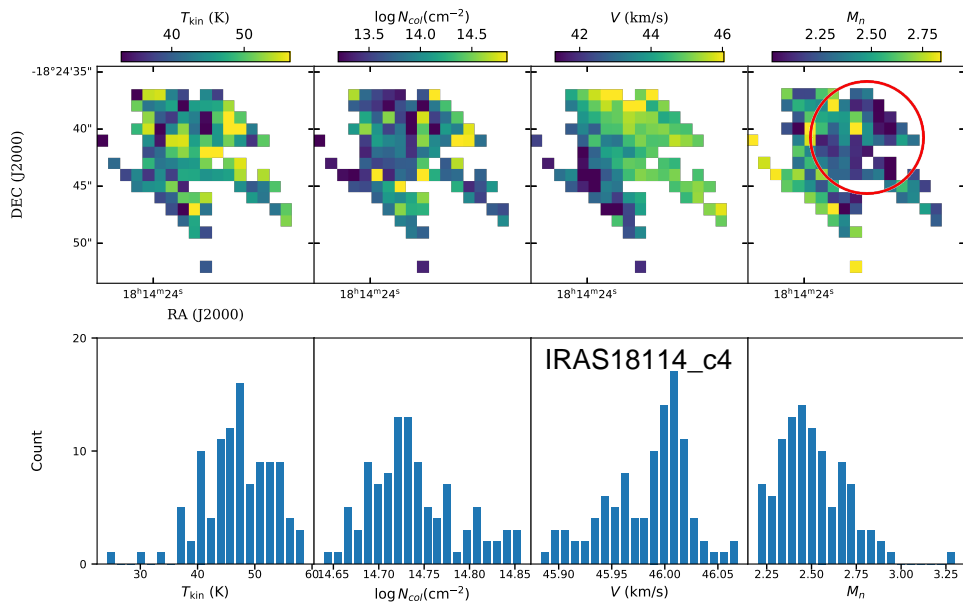 T_kin (K) log N_col(cm⁻²) V (km/s) M_n
40 50 13.5 14.0 14.5 42 44 46 2.25 2.50 2.75
-18°24'35"
40"
45"
50"
DEC (J2000)
18ʰ14ᵐ24ˢ 18ʰ14ᵐ24ˢ 18ʰ14ᵐ24ˢ 18ʰ14ᵐ24ˢ
RA (J2000)
IRAS18114_c4
20
10
0
Count
30 40 50 60 14.65 14.70 14.75 14.80 14.85 45.90 45.95 46.00 46.05 2.25 2.50 2.75 3.00 3.25
T_kin (K) log N_col(cm⁻²) V (km/s) M_n